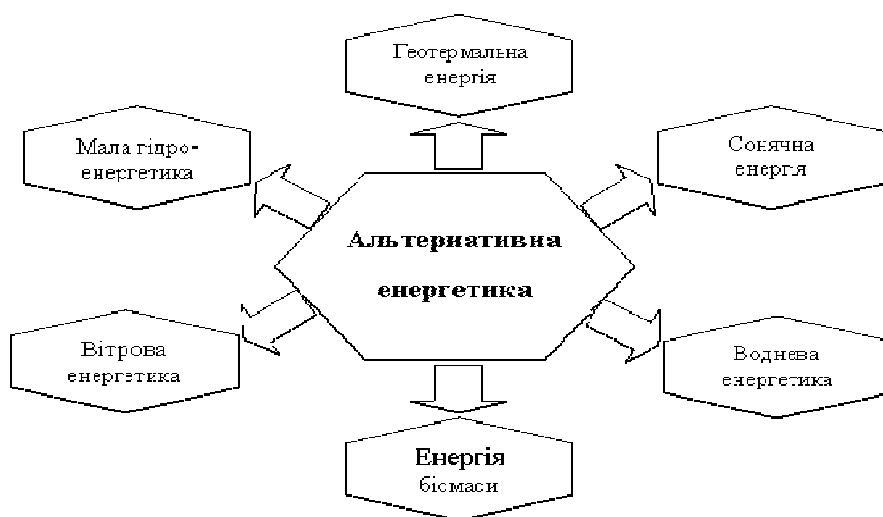 Геотермальна
енергія
Мала гідро-
енергетика
Сонячна
енергія
Альтернативна
енергетика
Вітрова
енергетика
Воднева
енергетика
Енергія
біомаси